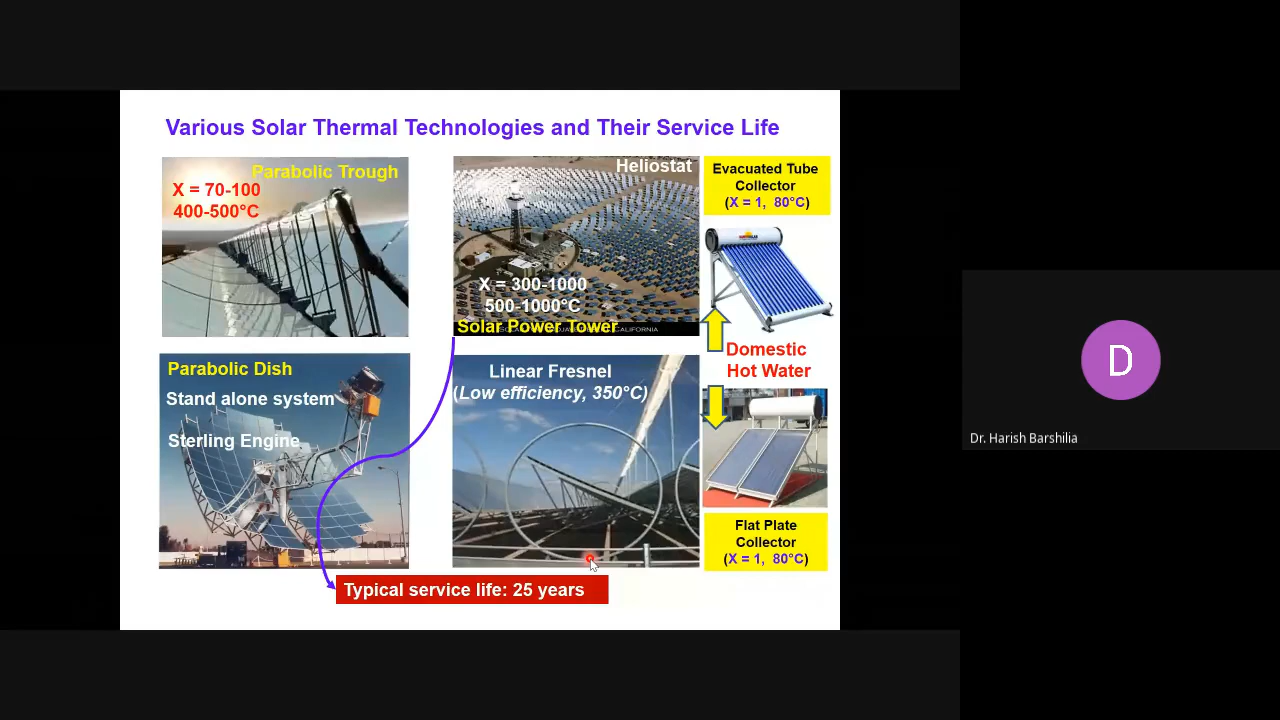 Various Solar Thermal Technologies and Their Service Life
Parabolic Trough
X = 70-100
400-500°C
Heliostat
X = 300-1000
500-1000°C
Solar Power Tower
CALIFORNIA
Evacuated Tube
Collector
(X = 1, 80°C)
Domestic
Hot Water
Parabolic Dish
Stand alone system
Sterling Engine
Linear Fresnel
(Low efficiency, 350°C)
Flat Plate
Collector
(X = 1, 80°C)
Typical service life: 25 years
D
Dr. Harish Barshilia